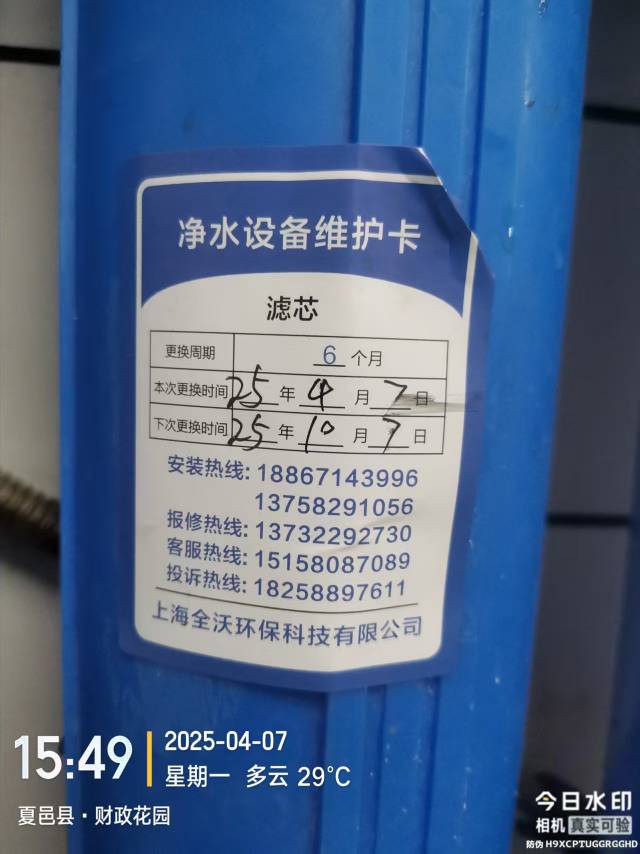 净水设备维护卡
滤芯
更换周期 6 个月
本次更换时间 25 年 4 月 7 日
下次更换时间 25 年 10 月 7 日
安装热线: 18867143996
13758291056
报修热线: 13732292730
客服热线: 15158087089
投诉热线: 18258897611
上海全沃环保科技有限公司
15:49 2025-04-07
星期一 多云 29℃
夏邑县·财政花园
今日水印
相机 真实可验
防伪 H9XCPTUGGRGGHD